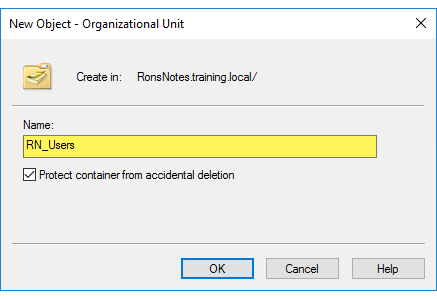 New Object - Organizational Unit
Create in: RonsNotes.training.local/
Name:
RN_Users
Protect container from accidental deletion
OK Cancel Help